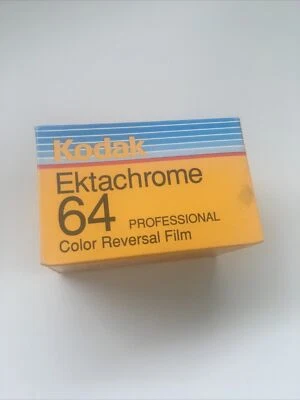 Kodak
Ektachrome
64 PROFESSIONAL
Color Reversal Film